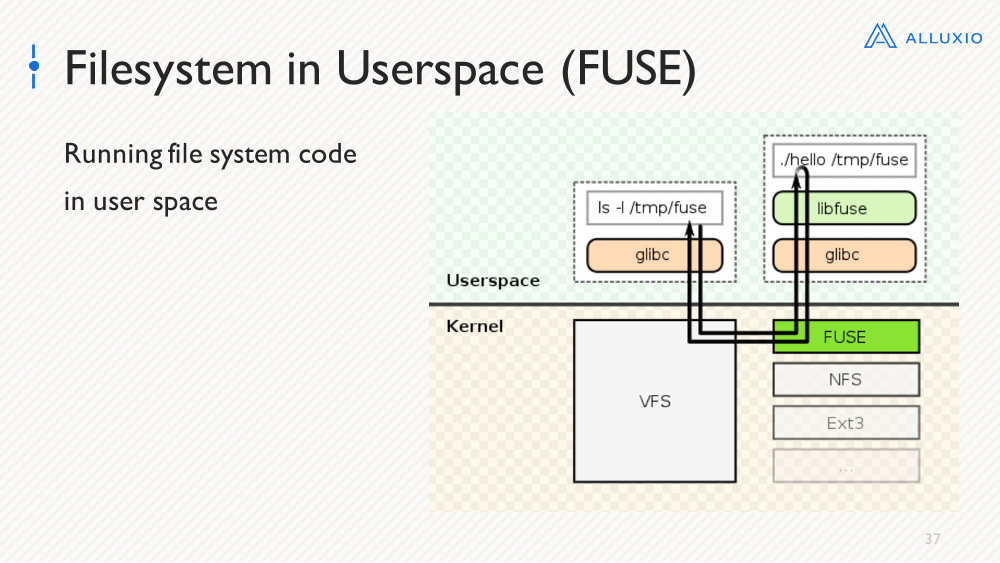 ALLUXIO
Filesystem in Userspace (FUSE)
Running file system code
in user space
./hello /tmp/fuse
ls -l /tmp/fuse
libfuse
glibc
glibc
Userspace
Kernel
FUSE
VFS
NFS
Ext3
...
37